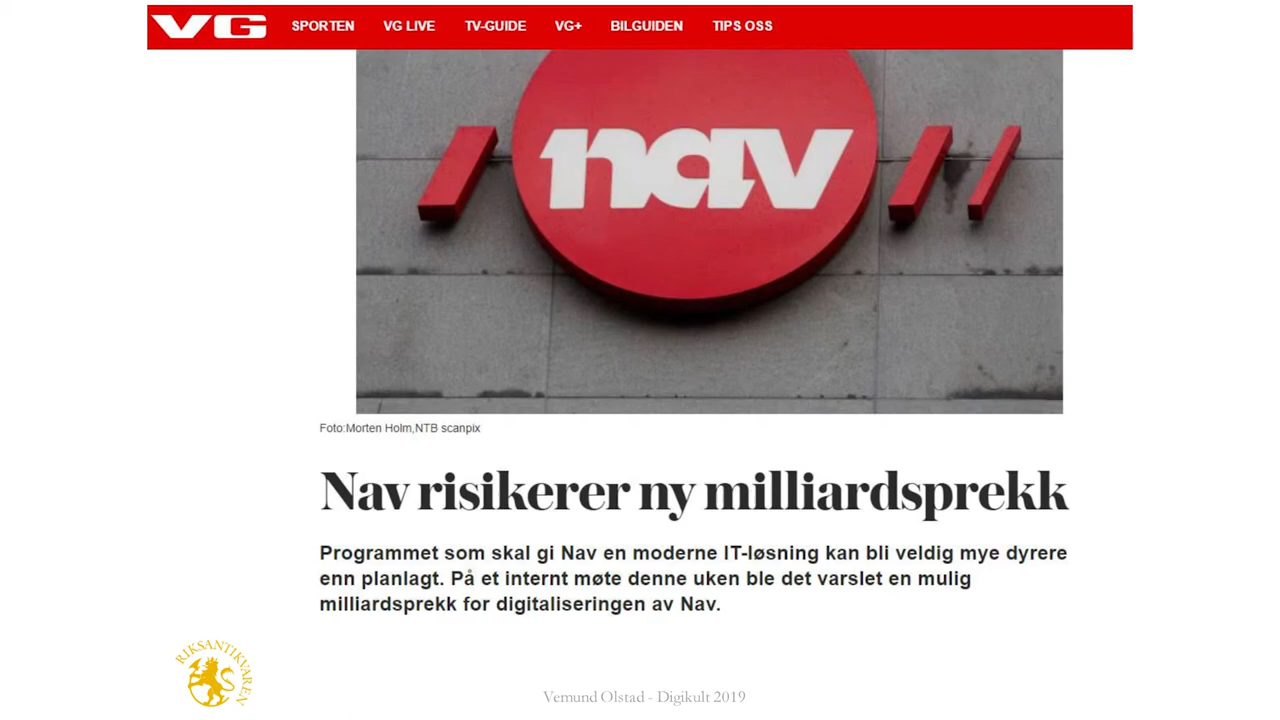 VG SPORTEN VG LIVE TV-GUIDE VG+ BILGUIDEN TIPS OSS
nav
Foto:Morten Holm,NTB scanpix
Nav risikerer ny milliardsprekk
Programmet som skal gi Nav en moderne IT-løsning kan bli veldig mye dyrere
enn planlagt. På et internt møte denne uken ble det varslet en mulig
milliardsprekk for digitaliseringen av Nav.
RIKSANTIKVAREN
Vemund Olstad - Digikult 2019